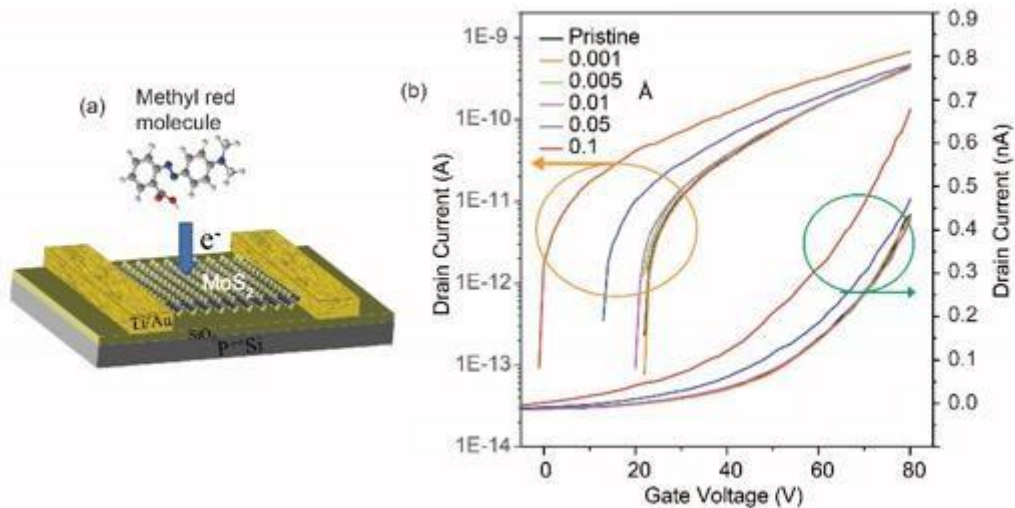 (a)
Methyl red
molecule
e-
MoS2
Ti/Au
SiO2
P++Si
(b)
Drain Current (A)
1E-9
1E-10
1E-11
1E-12
1E-13
1E-14
Pristine
0.001
0.005
0.01 Å
0.05
0.1
0 20 40 60 80
Gate Voltage (V)
0.9
0.8
0.7
0.6
0.5
0.4
0.3
0.2
0.1
0.0
Drain Current (nA)